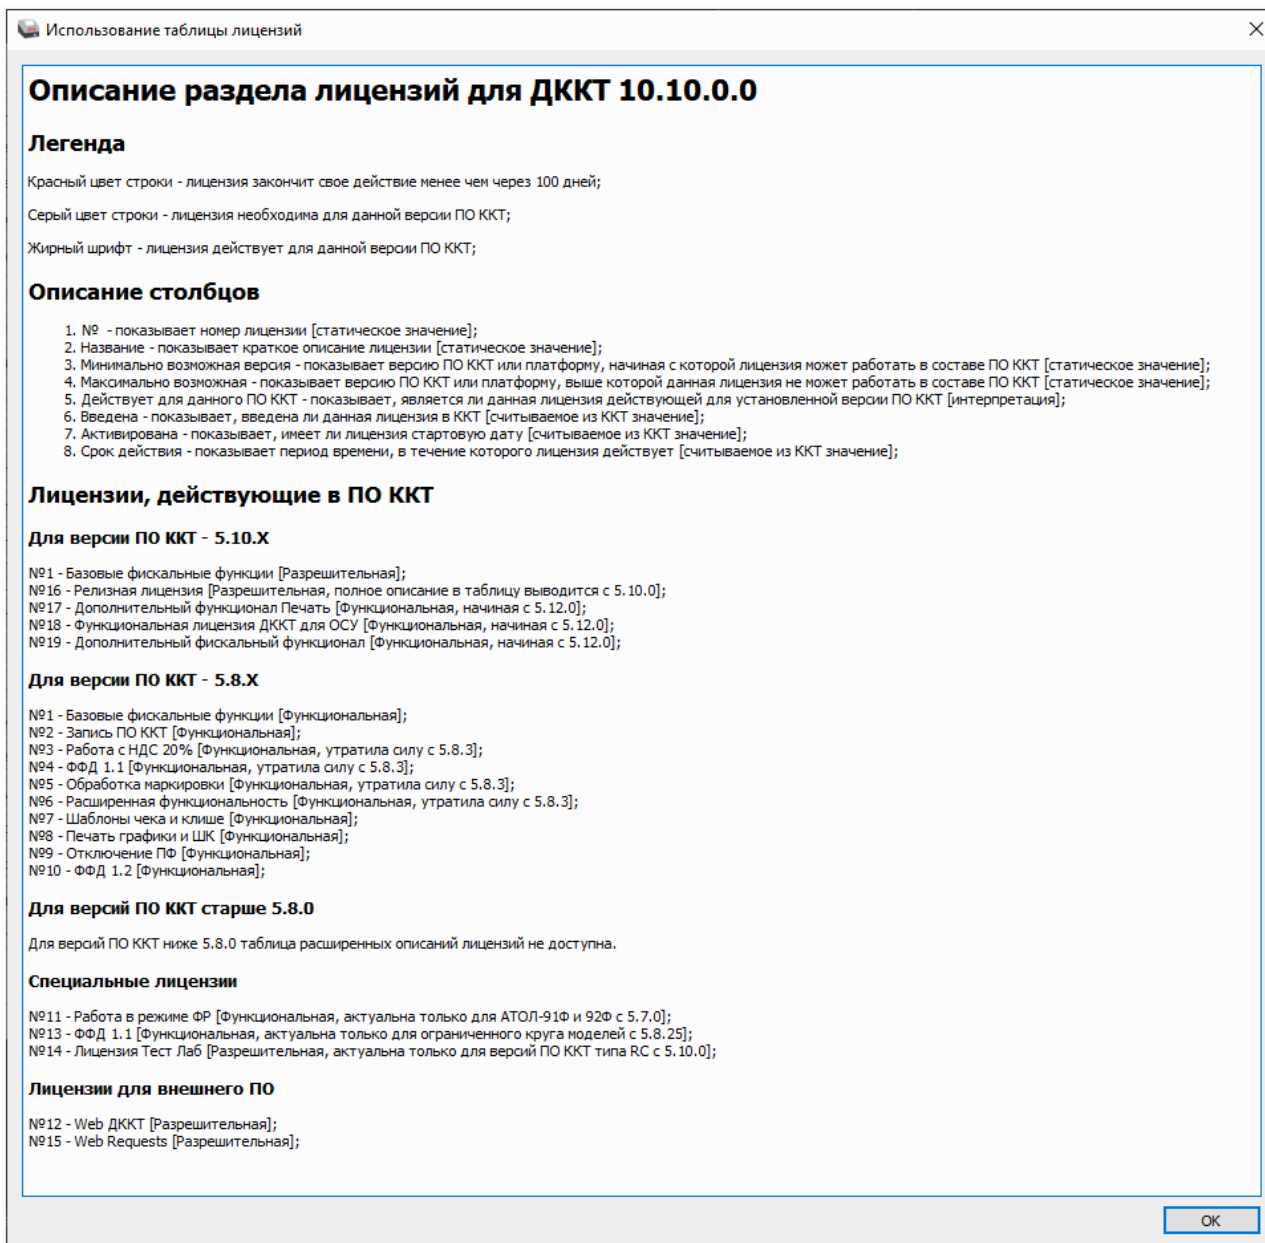 Использование таблицы лицензий
Описание раздела лицензий для ДККТ 10.10.0.0
Легенда
Красный цвет строки - лицензия закончит свое действие менее чем через 100 дней;
Серый цвет строки - лицензия необходима для данной версии ПО ККТ;
Жирный шрифт - лицензия действует для данной версии ПО ККТ;
Описание столбцов
1. № - показывает номер лицензии [статическое значение];
2. Название - показывает краткое описание лицензии [статическое значение];
3. Минимально возможная версия - показывает версию ПО ККТ или платформу, начиная с которой лицензия может работать в составе ПО ККТ [статическое значение];
4. Максимально возможная - показывает версию ПО ККТ или платформу, выше которой данная лицензия не может работать в составе ПО ККТ [статическое значение];
5. Действует для данного ПО ККТ - показывает, является ли данная лицензия действующей для установленной версии ПО ККТ [интерпретация];
6. Введена - показывает, введена ли данная лицензия в ККТ [считываемое из ККТ значение];
7. Активирована - показывает, имеет ли лицензия стартовую дату [считываемое из ККТ значение];
8. Срок действия - показывает период времени, в течение которого лицензия действует [считываемое из ККТ значение];
Лицензии, действующие в ПО ККТ
Для версии ПО ККТ - 5.10.X
№1 - Базовые фискальные функции [Разрешительная];
№16 - Релизная лицензия [Разрешительная, полное описание в таблицу выводится с 5.10.0];
№17 - Дополнительный функционал Печать [Функциональная, начиная с 5.12.0];
№18 - Функциональная лицензия ДККТ для ОСУ [Функциональная, начиная с 5.12.0];
№19 - Дополнительный фискальный функционал [Функциональная, начиная с 5.12.0];
Для версии ПО ККТ - 5.8.X
№1 - Базовые фискальные функции [Функциональная];
№2 - Запись ПО ККТ [Функциональная];
№3 - Работа с НДС 20% [Функциональная, утратила силу с 5.8.3];
№4 - ФФД 1.1 [Функциональная, утратила силу с 5.8.3];
№5 - Обработка маркировки [Функциональная, утратила силу с 5.8.3];
№6 - Расширенная функциональность [Функциональная, утратила силу с 5.8.3];
№7 - Шаблоны чека и клише [Функциональная];
№8 - Печать графики и ШК [Функциональная];
№9 - Отключение ПФ [Функциональная];
№10 - ФФД 1.2 [Функциональная];
Для версий ПО ККТ старше 5.8.0
Для версий ПО ККТ ниже 5.8.0 таблица расширенных описаний лицензий не доступна.
Специальные лицензии
№11 - Работа в режиме ФР [Функциональная, актуальна только для АТОЛ-91Ф и 92Ф с 5.7.0];
№13 - ФФД 1.1 [Функциональная, актуальна только для ограниченного круга моделей с 5.8.25];
№14 - Лицензия Тест Лаб [Разрешительная, актуальна только для версий ПО ККТ типа RC с 5.10.0];
Лицензии для внешнего ПО
№12 - Web ДККТ [Разрешительная];
№15 - Web Requests [Разрешительная];
OK